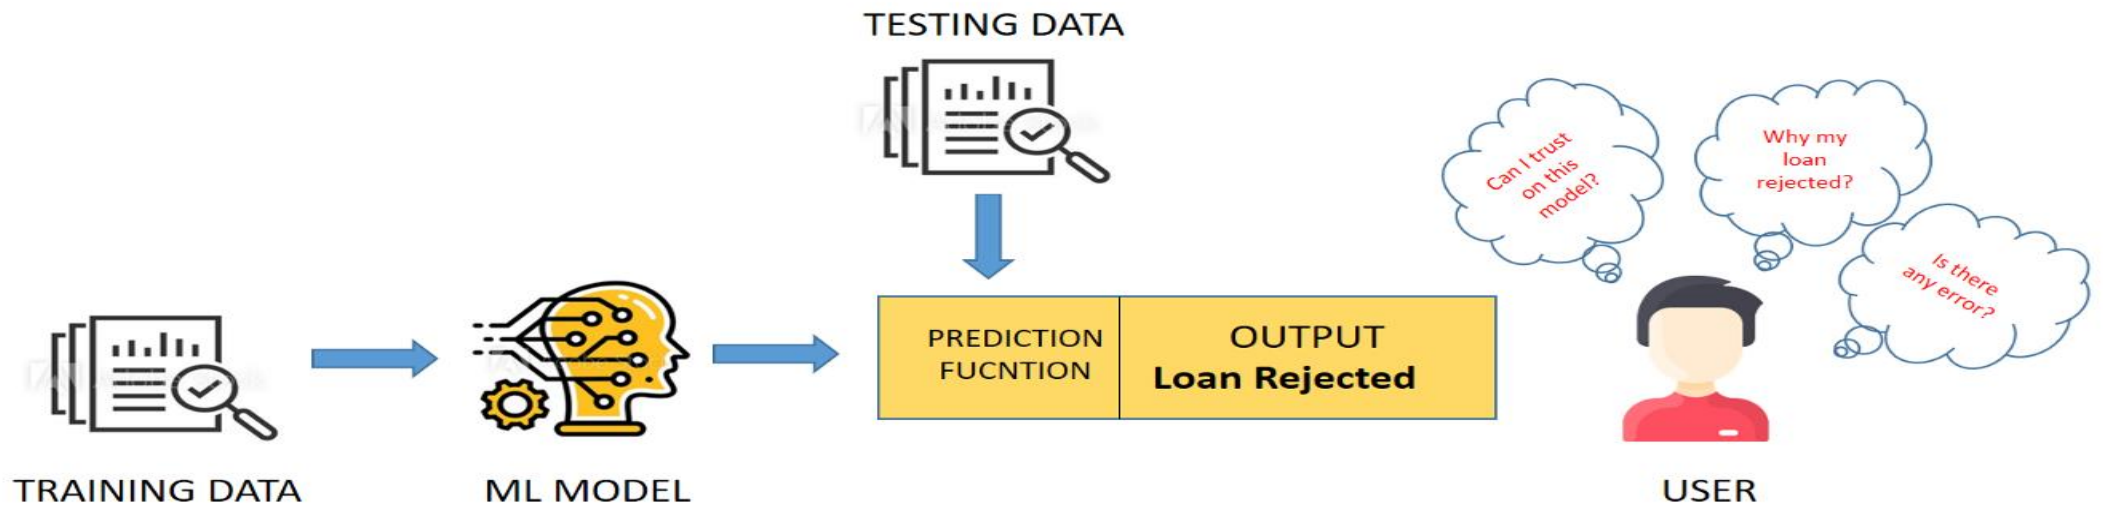 TESTING DATA
Can I trust
on this
model?
Why my
loan
rejected?
Is there
any error?
PREDICTION
FUCNTION
OUTPUT
Loan Rejected
TRAINING DATA
ML MODEL
USER